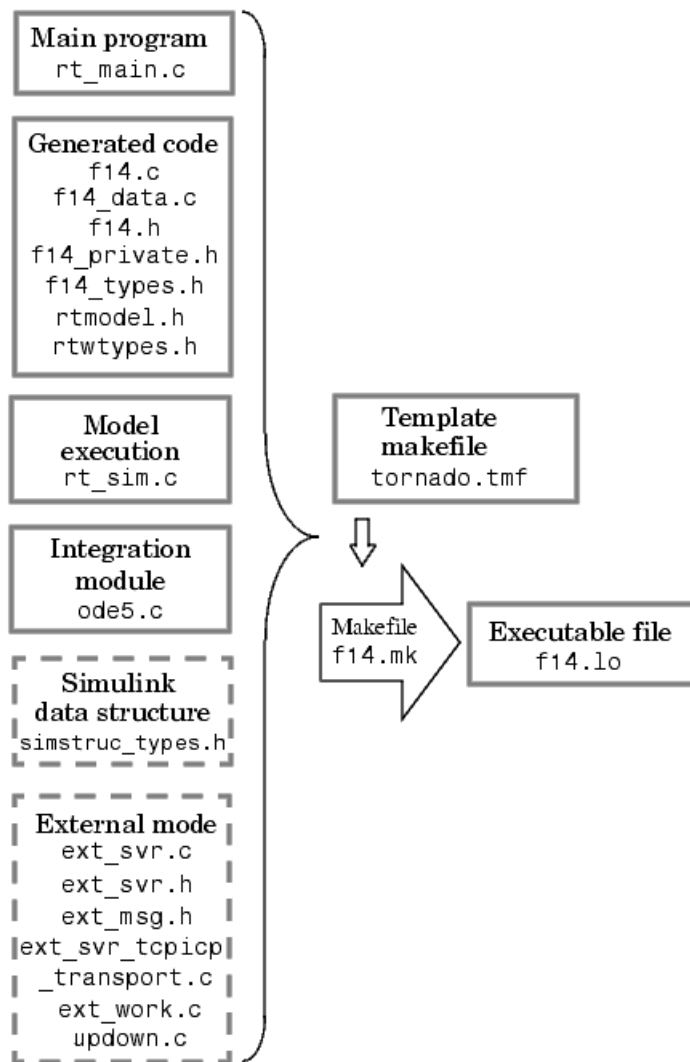 Main program
rt_main.c
Generated code
f14.c
f14_data.c
f14.h
f14_private.h
f14_types.h
rtmodel.h
rtwtypes.h
Model
execution
rt_sim.c
Integration
module
ode5.c
Simulink
data structure
simstruc_types.h
External mode
ext_svr.c
ext_svr.h
ext_msg.h
ext_svr_tcpicp
_transport.c
ext_work.c
updown.c
Template
makefile
tornado.tmf
Makefile
f14.mk
Executable file
f14.lo